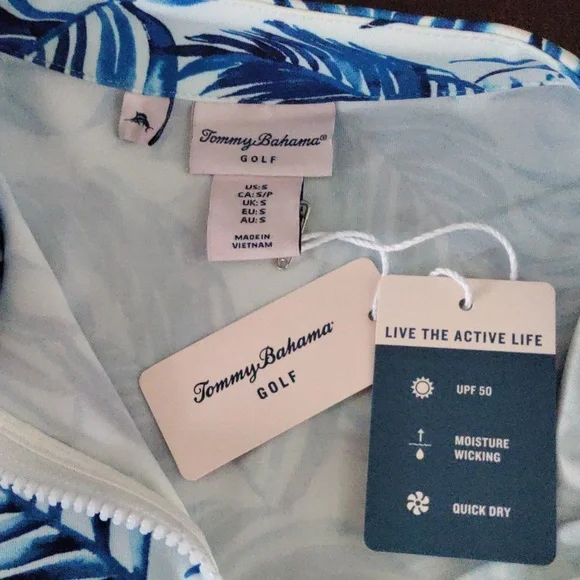 Tommy Bahama®
GOLF
US:S
CA:S/P
UK:S
EU:S
AU:S
MADE IN
VIETNAM
Tommy Bahama
GOLF
LIVE THE ACTIVE LIFE
UPF 50
MOISTURE
WICKING
QUICK DRY